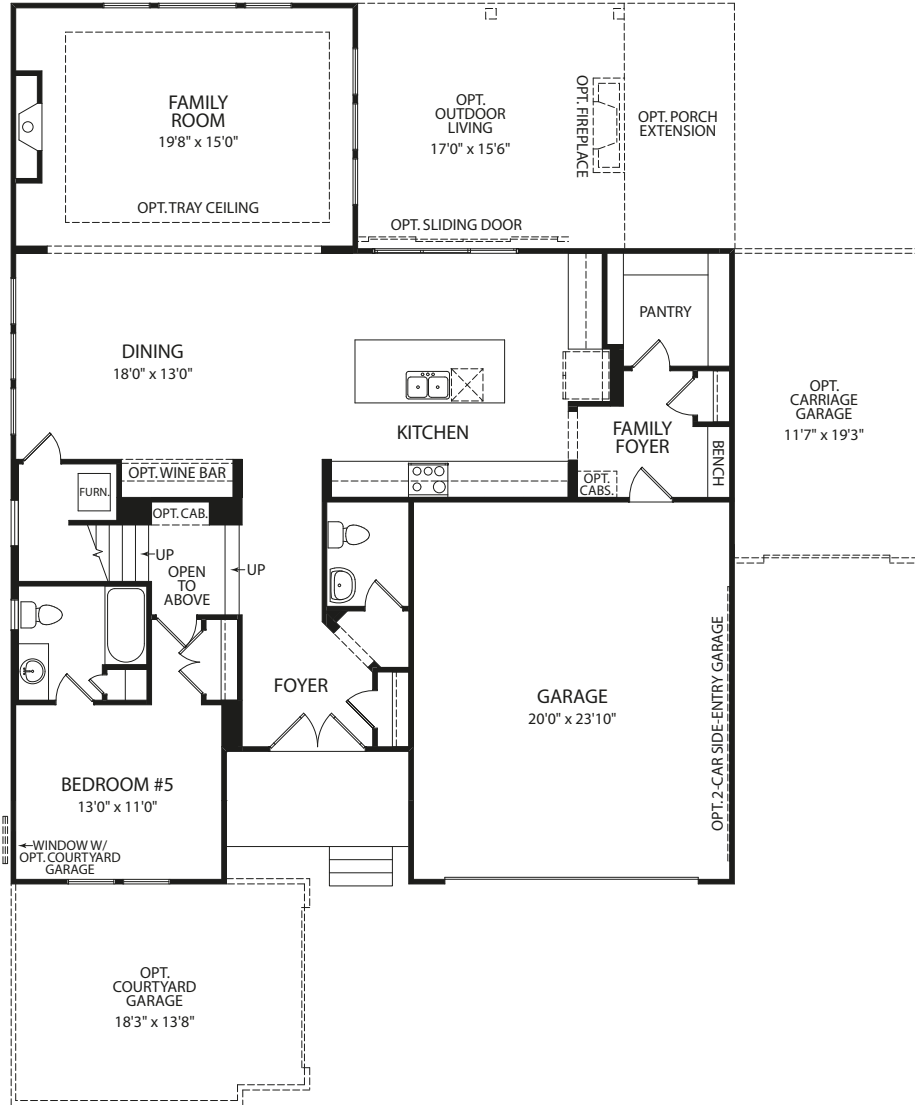 FAMILY
ROOM
19'8" x 15'0"
OPT. TRAY CEILING
OPT.
OUTDOOR
LIVING
17'0" x 15'6"
OPT. FIREPLACE
OPT. PORCH
EXTENSION
OPT. SLIDING DOOR
PANTRY
DINING
18'0" x 13'0"
KITCHEN
FAMILY
FOYER
BENCH
OPT.
CARRIAGE
GARAGE
11'7" x 19'3"
OPT. WINE BAR
FURN.
OPT.
CABS.
OPT. CAB.
UP
OPEN
TO
ABOVE
UP
FOYER
GARAGE
20'0" x 23'10"
OPT. 2-CAR SIDE-ENTRY GARAGE
BEDROOM #5
13'0" x 11'0"
WINDOW W/
OPT. COURTYARD
GARAGE
OPT.
COURTYARD
GARAGE
18'3" x 13'8"